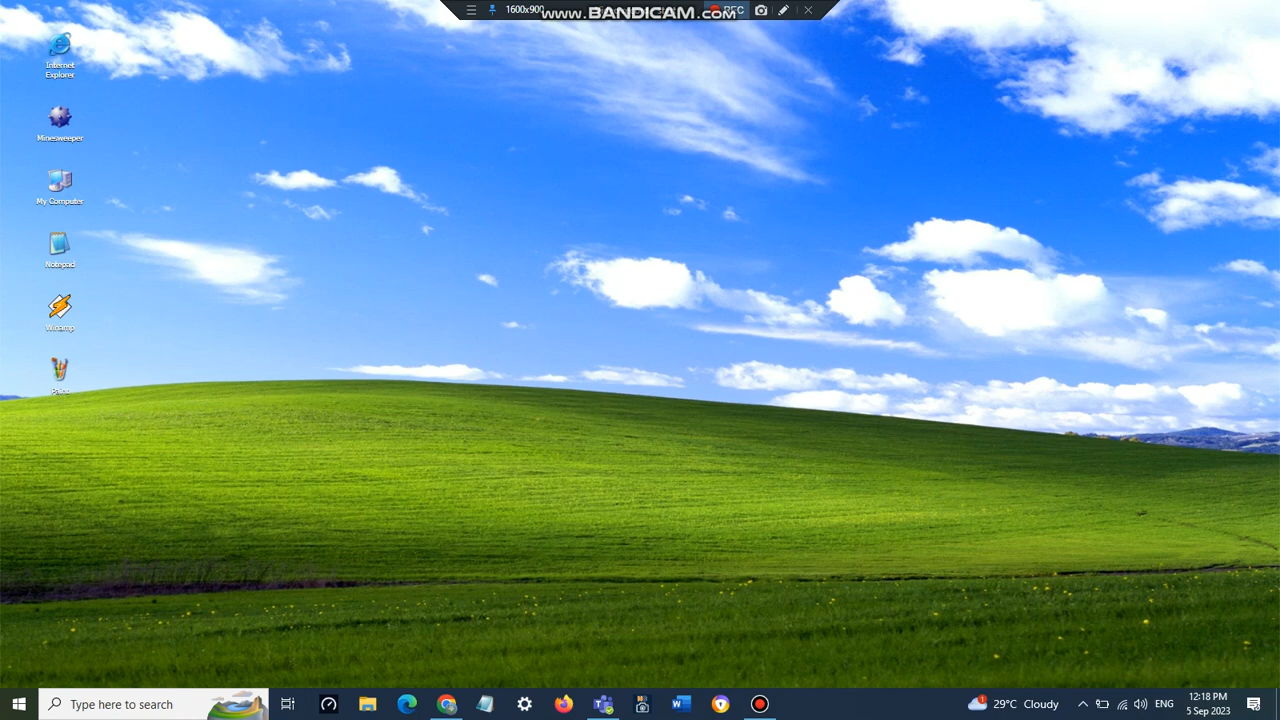 1600x900
www.BANDICAM.com
REC
Internet
Explorer
Minesweeper
My Computer
Notepad
Winamp
Paint
Type here to search
29°C Cloudy
ENG
12:18 PM
5 Sep 2023